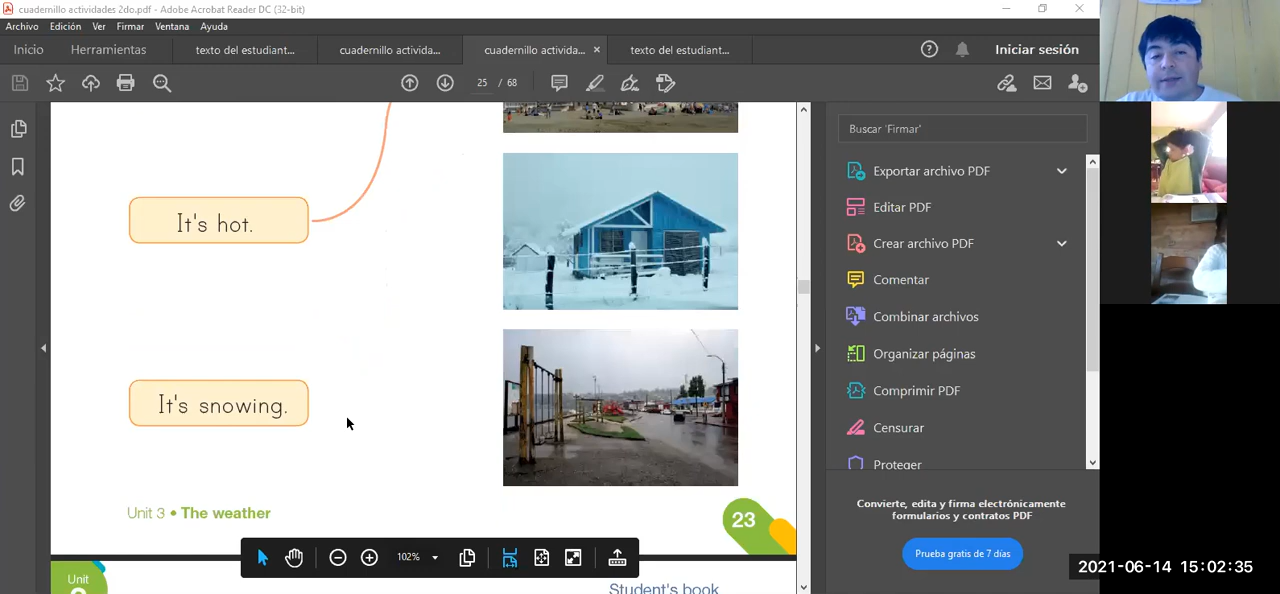 cuadernillo actividades 2do.pdf - Adobe Acrobat Reader DC (32-bit)
Archivo Edición Ver Firmar Ventana Ayuda
Inicio Herramientas texto del estudiant... cuadernillo activida... cuadernillo activida... × texto del estudiant... Iniciar sesión
25 / 68
Buscar 'Firmar'
Exportar archivo PDF
Editar PDF
Crear archivo PDF
Comentar
Combinar archivos
Organizar páginas
Comprimir PDF
Censurar
Proteger
Convierte, edita y firma electrónicamente
formularios y contratos PDF
Prueba gratis de 7 días
It's hot.
It's snowing.
Unit 3 • The weather
23
102%
Unit
Student's book
2021-06-14 15:02:35